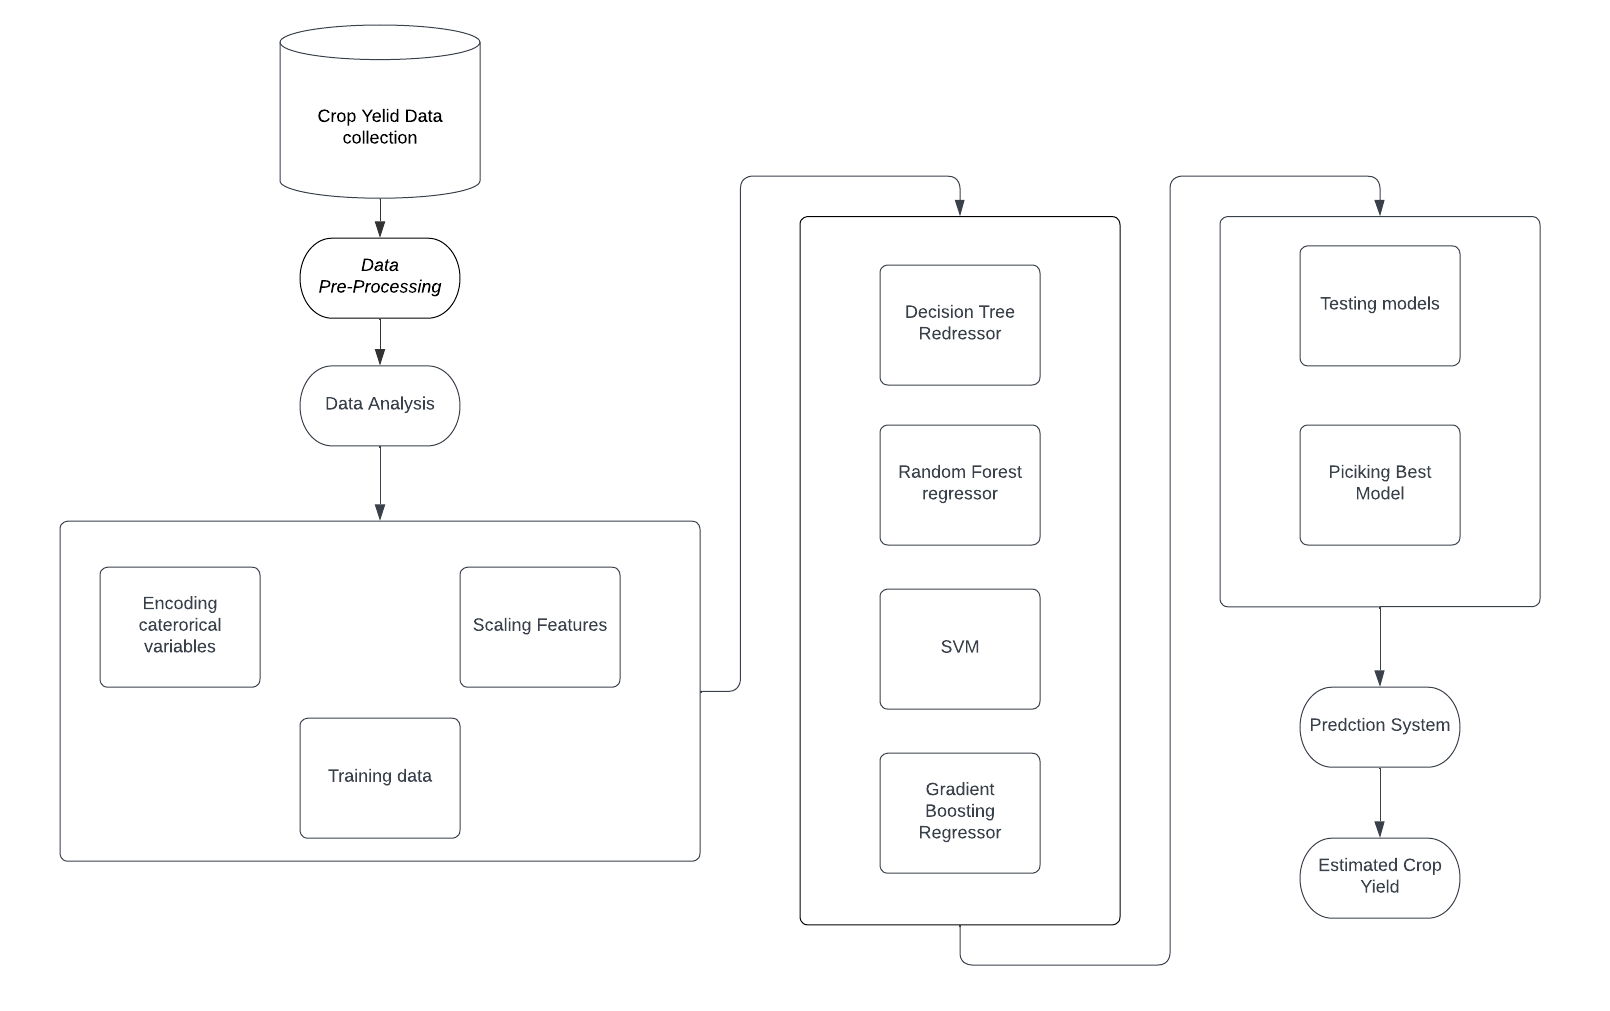 Crop Yelid Data
collection
Data
Pre-Processing
Data Analysis
Encoding
caterorical
variables
Scaling Features
Training data
Decision Tree
Redressor
Random Forest
regressor
SVM
Gradient
Boosting
Regressor
Testing models
Piciking Best
Model
Predction System
Estimated Crop
Yield